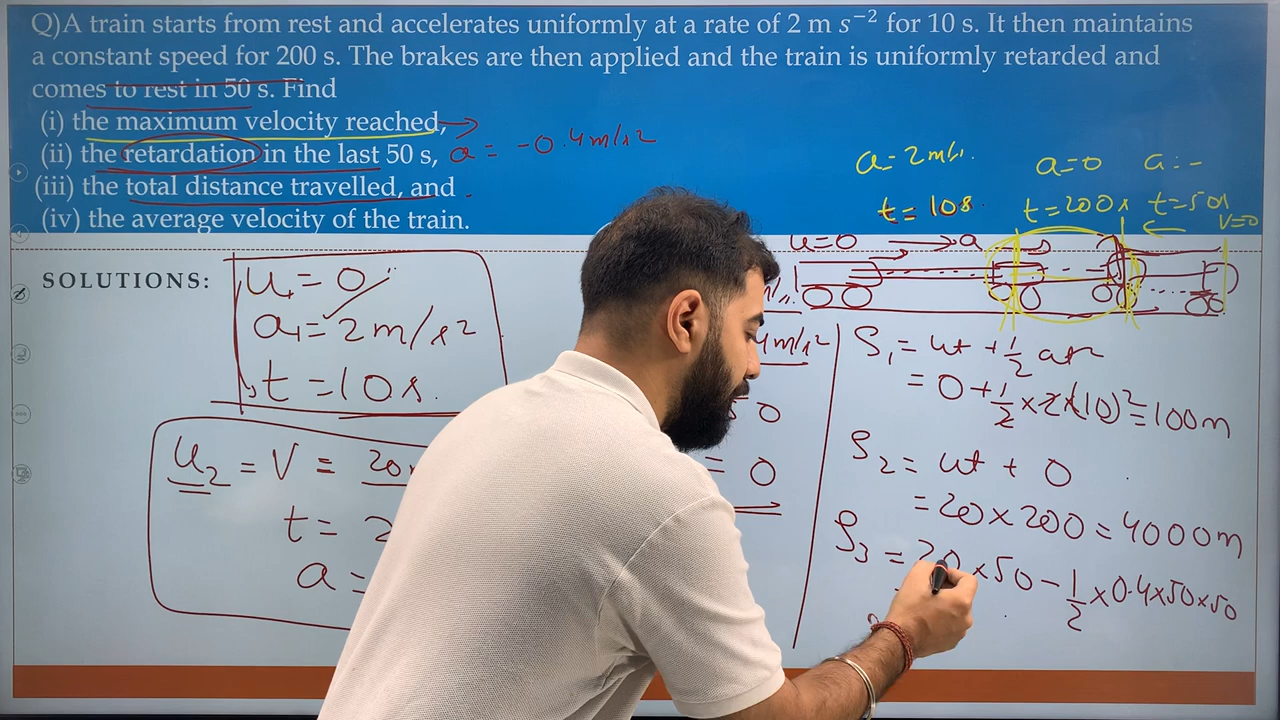 Q)A train starts from rest and accelerates uniformly at a rate of 2 m s⁻² for 10 s. It then maintains
a constant speed for 200 s. The brakes are then applied and the train is uniformly retarded and
comes to rest in 50 s. Find
(i) the maximum velocity reached,
(ii) the retardation in the last 50 s, a = -0.4m/s²
(iii) the total distance travelled, and
(iv) the average velocity of the train.
a=2m/s. a=0 a=-
t=10s t=200s t=50s
v=0
u=0 a
SOLUTIONS:
u₁=0
a₁=2m/s²
t=10s.
u₂=V=20
t=2
a=
4m/s²
50
=0
S₁=ut+½at²
=0+½×2×(10)²=100m
S₂=ut+0
=20×200=4000m
S₃=20×50-½×0.4×50×50